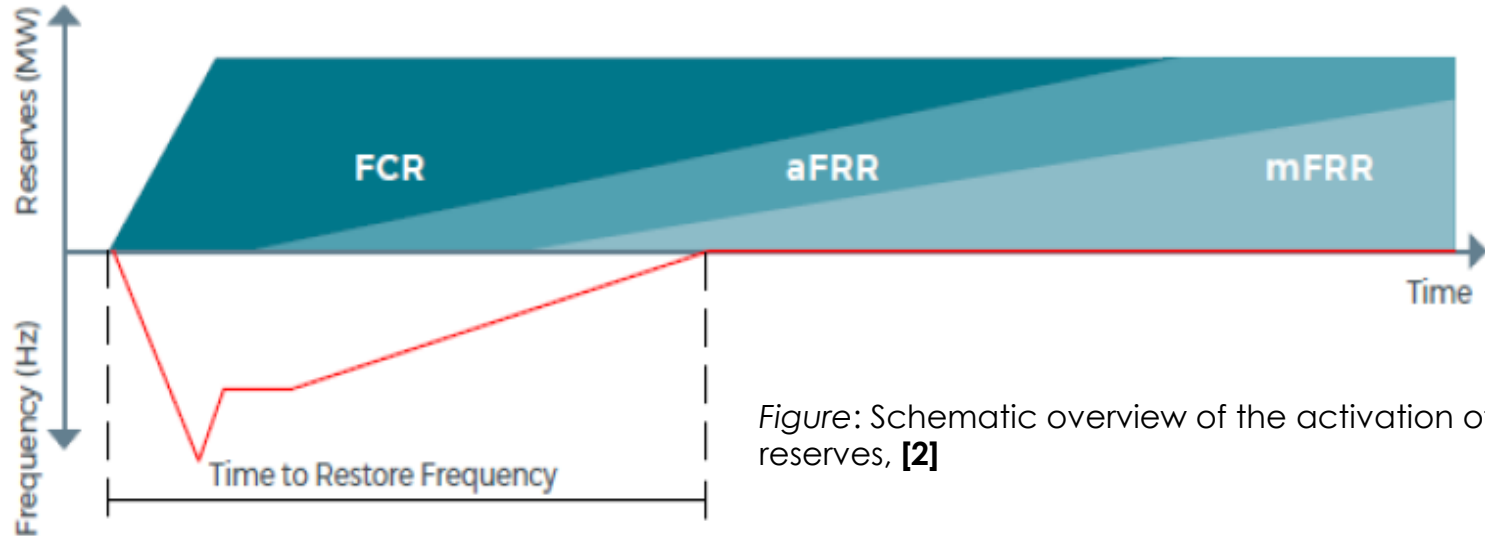 Reserves (MW)
FCR
aFRR
mFRR
Time
Frequency (Hz)
Time to Restore Frequency
Figure: Schematic overview of the activation of
reserves, [2]